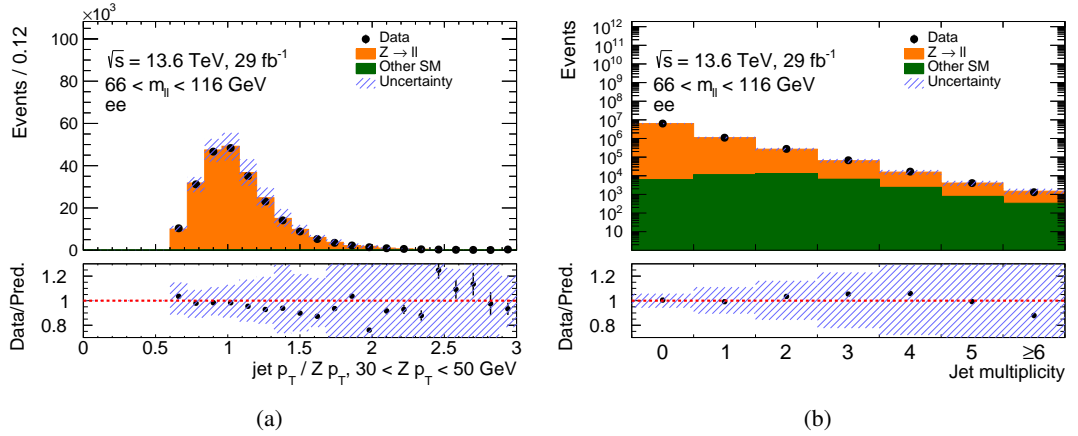 ×10³
Events / 0.12
100
80
60
40
20
0
√s = 13.6 TeV, 29 fb⁻¹
66 < m_ll < 116 GeV
ee
Data
Z → ll
Other SM
Uncertainty
Data/Pred.
1.2
1
0.8
0 0.5 1 1.5 2 2.5 3
jet p_T / Z p_T, 30 < Z p_T < 50 GeV
(a)
Events
10¹²
10¹¹
10¹⁰
10⁹
10⁸
10⁷
10⁶
10⁵
10⁴
10³
10²
10
√s = 13.6 TeV, 29 fb⁻¹
66 < m_ll < 116 GeV
ee
Data
Z → ll
Other SM
Uncertainty
Data/Pred.
1.2
1
0.8
0 1 2 3 4 5 ≥6
Jet multiplicity
(b)